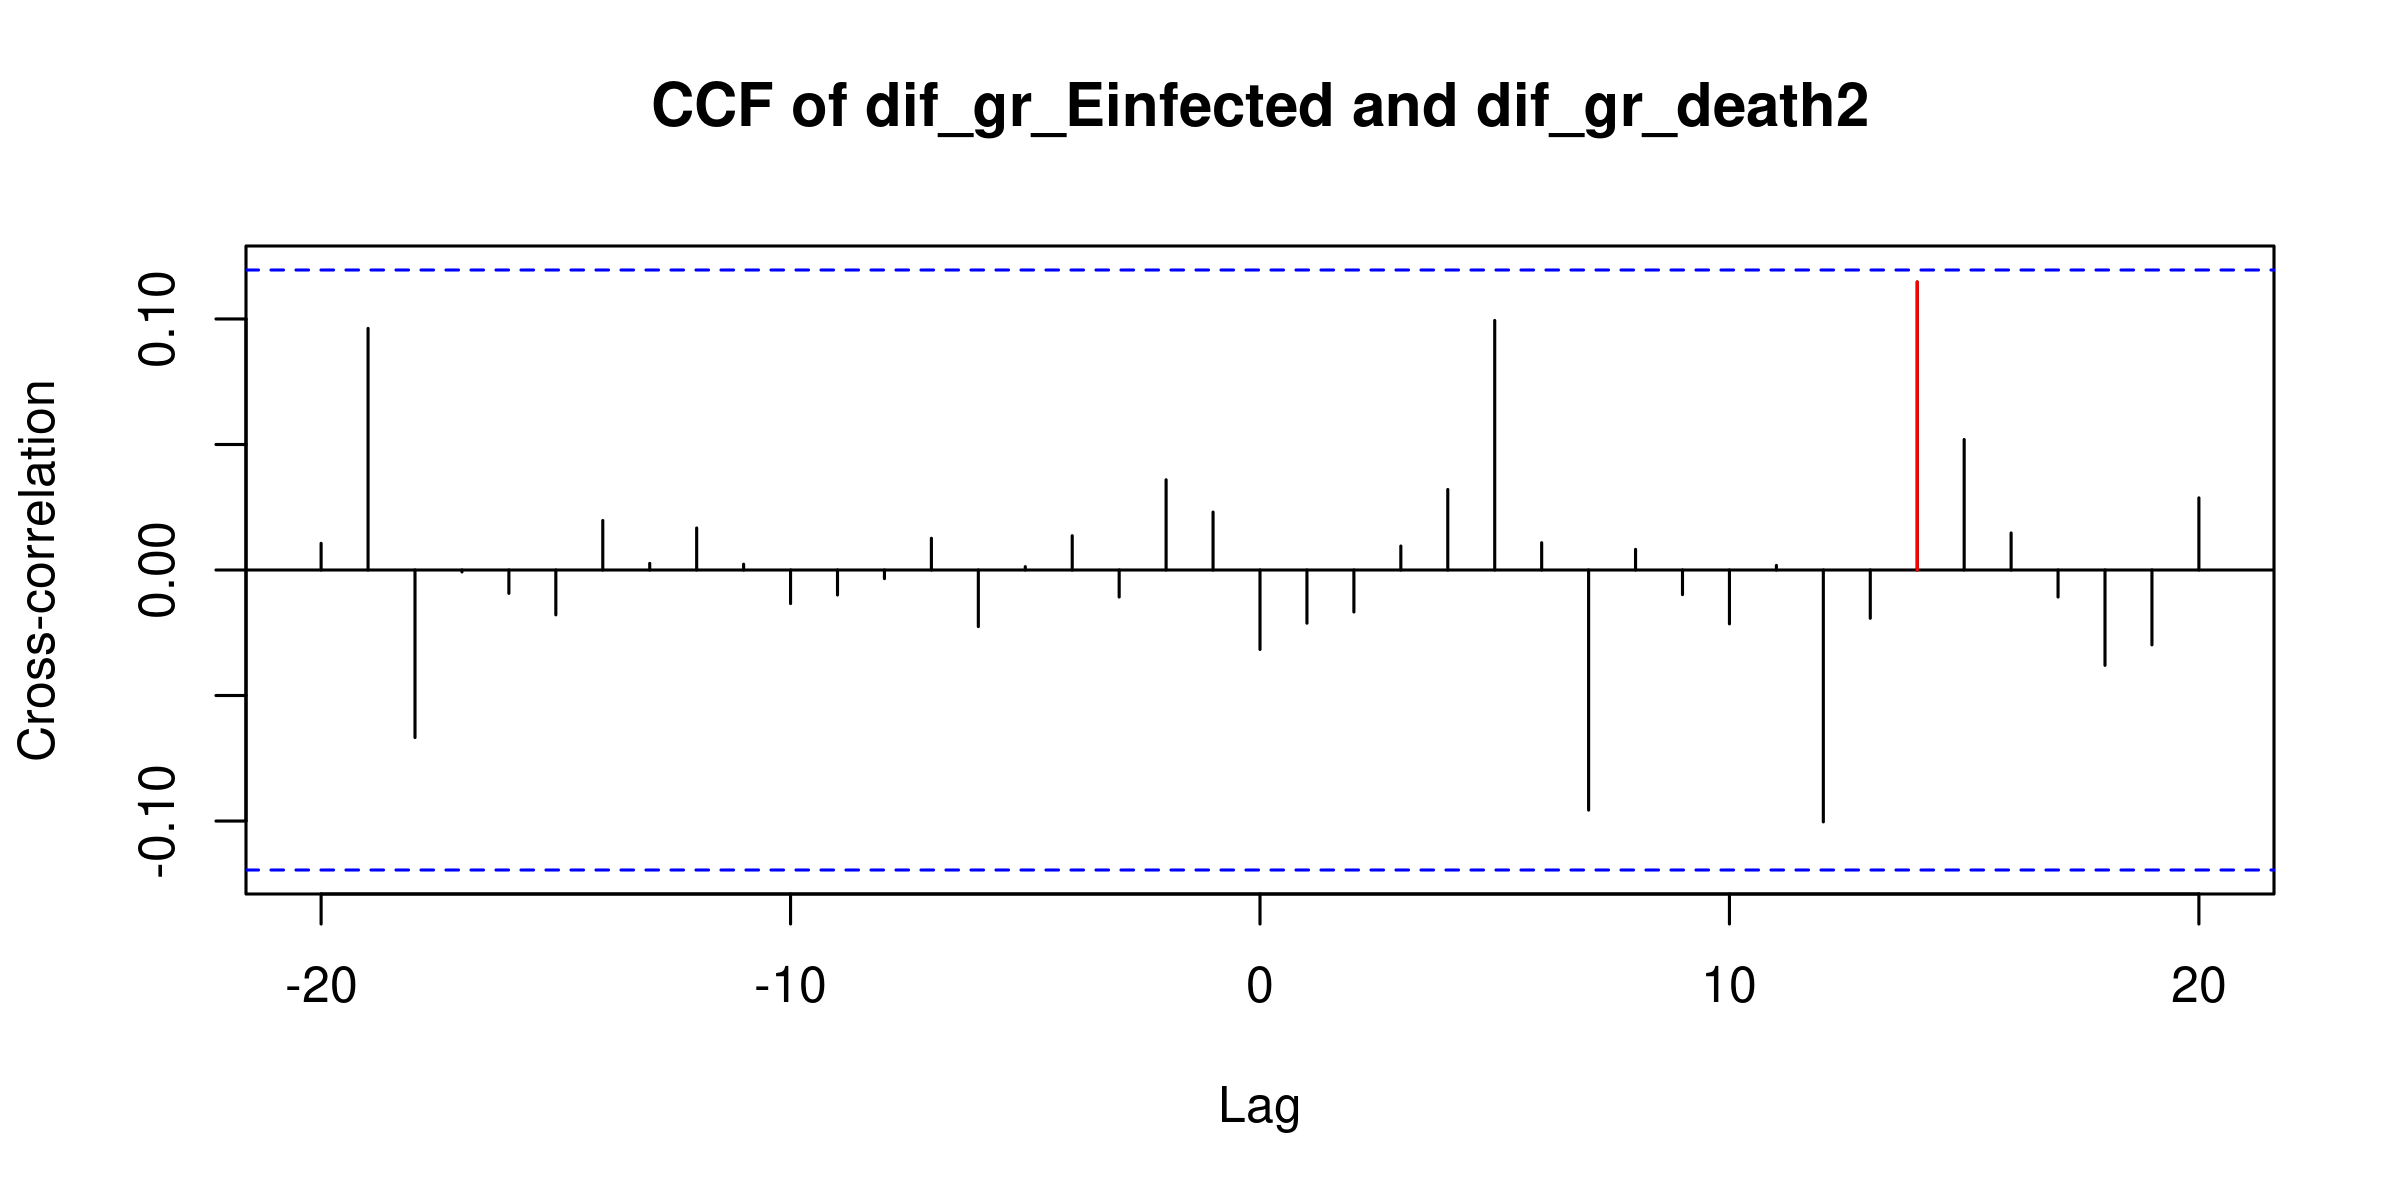 CCF of dif_gr_Einfected and dif_gr_death2
Cross-correlation
0.10
0.00
-0.10
-20 -10 0 10 20
Lag